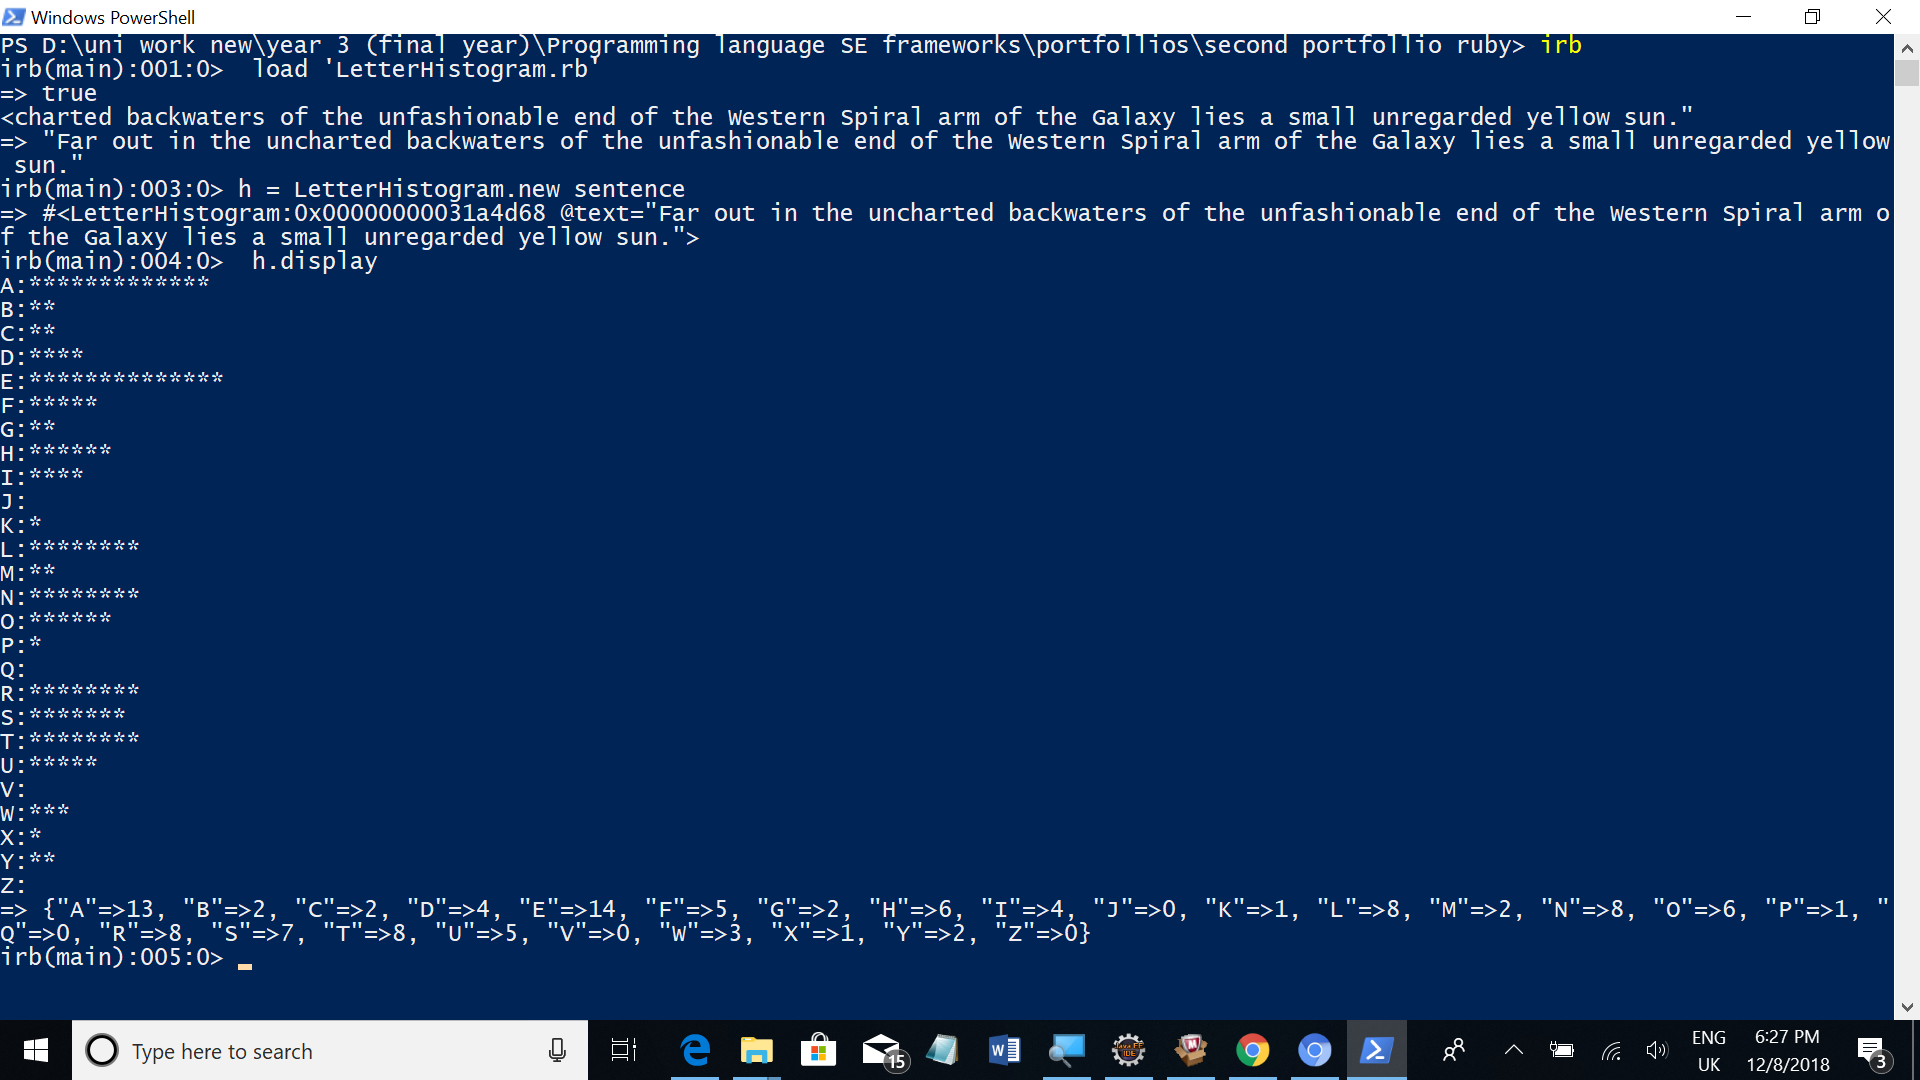 Windows PowerShell
PS D:\uni work new\year 3 (final year)\Programming language SE frameworks\portfollios\second portfollio ruby> irb
irb(main):001:0>  load 'LetterHistogram.rb'
=> true
<charted backwaters of the unfashionable end of the Western Spiral arm of the Galaxy lies a small unregarded yellow sun."
=> "Far out in the uncharted backwaters of the unfashionable end of the Western Spiral arm of the Galaxy lies a small unregarded yellow
 sun."
irb(main):003:0> h = LetterHistogram.new sentence
=> #<LetterHistogram:0x00000000031a4d68 @text="Far out in the uncharted backwaters of the unfashionable end of the Western Spiral arm o
f the Galaxy lies a small unregarded yellow sun.">
irb(main):004:0>  h.display
A:*************
B:**
C:**
D:****
E:**************
F:*****
G:**
H:******
I:****
J:
K:*
L:********
M:**
N:********
O:******
P:*
Q:
R:********
S:*******
T:********
U:*****
V:
W:***
X:*
Y:**
Z:
=> {"A"=>13, "B"=>2, "C"=>2, "D"=>4, "E"=>14, "F"=>5, "G"=>2, "H"=>6, "I"=>4, "J"=>0, "K"=>1, "L"=>8, "M"=>2, "N"=>8, "O"=>6, "P"=>1, "
Q"=>0, "R"=>8, "S"=>7, "T"=>8, "U"=>5, "V"=>0, "W"=>3, "X"=>1, "Y"=>2, "Z"=>0}
irb(main):005:0>
Type here to search
15
Java EE
IDE
ENG
UK
6:27 PM
12/8/2018
3